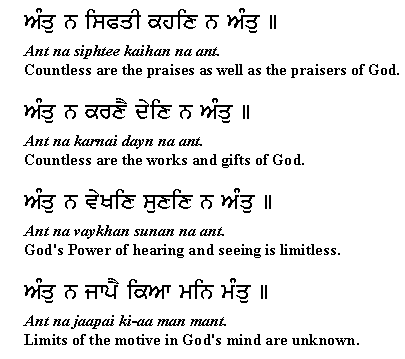 ਅੰਤੁ ਨ ਸਿਫਤੀ ਕਹਣਿ ਨ ਅੰਤੁ ॥
Ant na siphtee kaihan na ant.
Countless are the praises as well as the praisers of God.
ਅੰਤੁ ਨ ਕਰਣੈ ਦੇਣਿ ਨ ਅੰਤੁ ॥
Ant na karnai dayn na ant.
Countless are the works and gifts of God.
ਅੰਤੁ ਨ ਵੇਖਣਿ ਸੁਣਣਿ ਨ ਅੰਤੁ ॥
Ant na vaykhan sunan na ant.
God's Power of hearing and seeing is limitless.
ਅੰਤੁ ਨ ਜਾਪੈ ਕਿਆ ਮਨਿ ਮੰਤੁ ॥
Ant na jaapai ki-aa man mant.
Limits of the motive in God's mind are unknown.